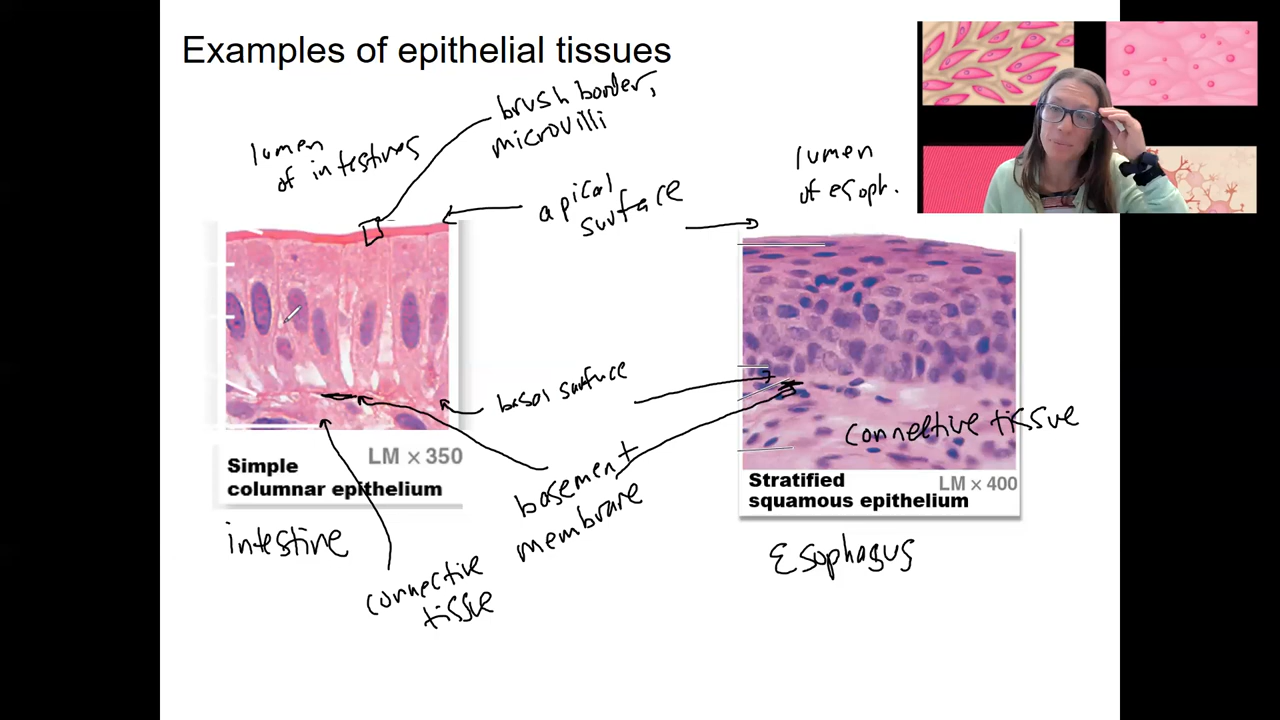 Examples of epithelial tissues
brush border,
microvilli
lumen
of intestines
apical
surface
lumen
of esoph.
basal surface
connective tissue
LM × 350
Simple
columnar epithelium
Stratified
LM × 400
squamous epithelium
basement
membrane
intestine
connective
tissue
Esophagus